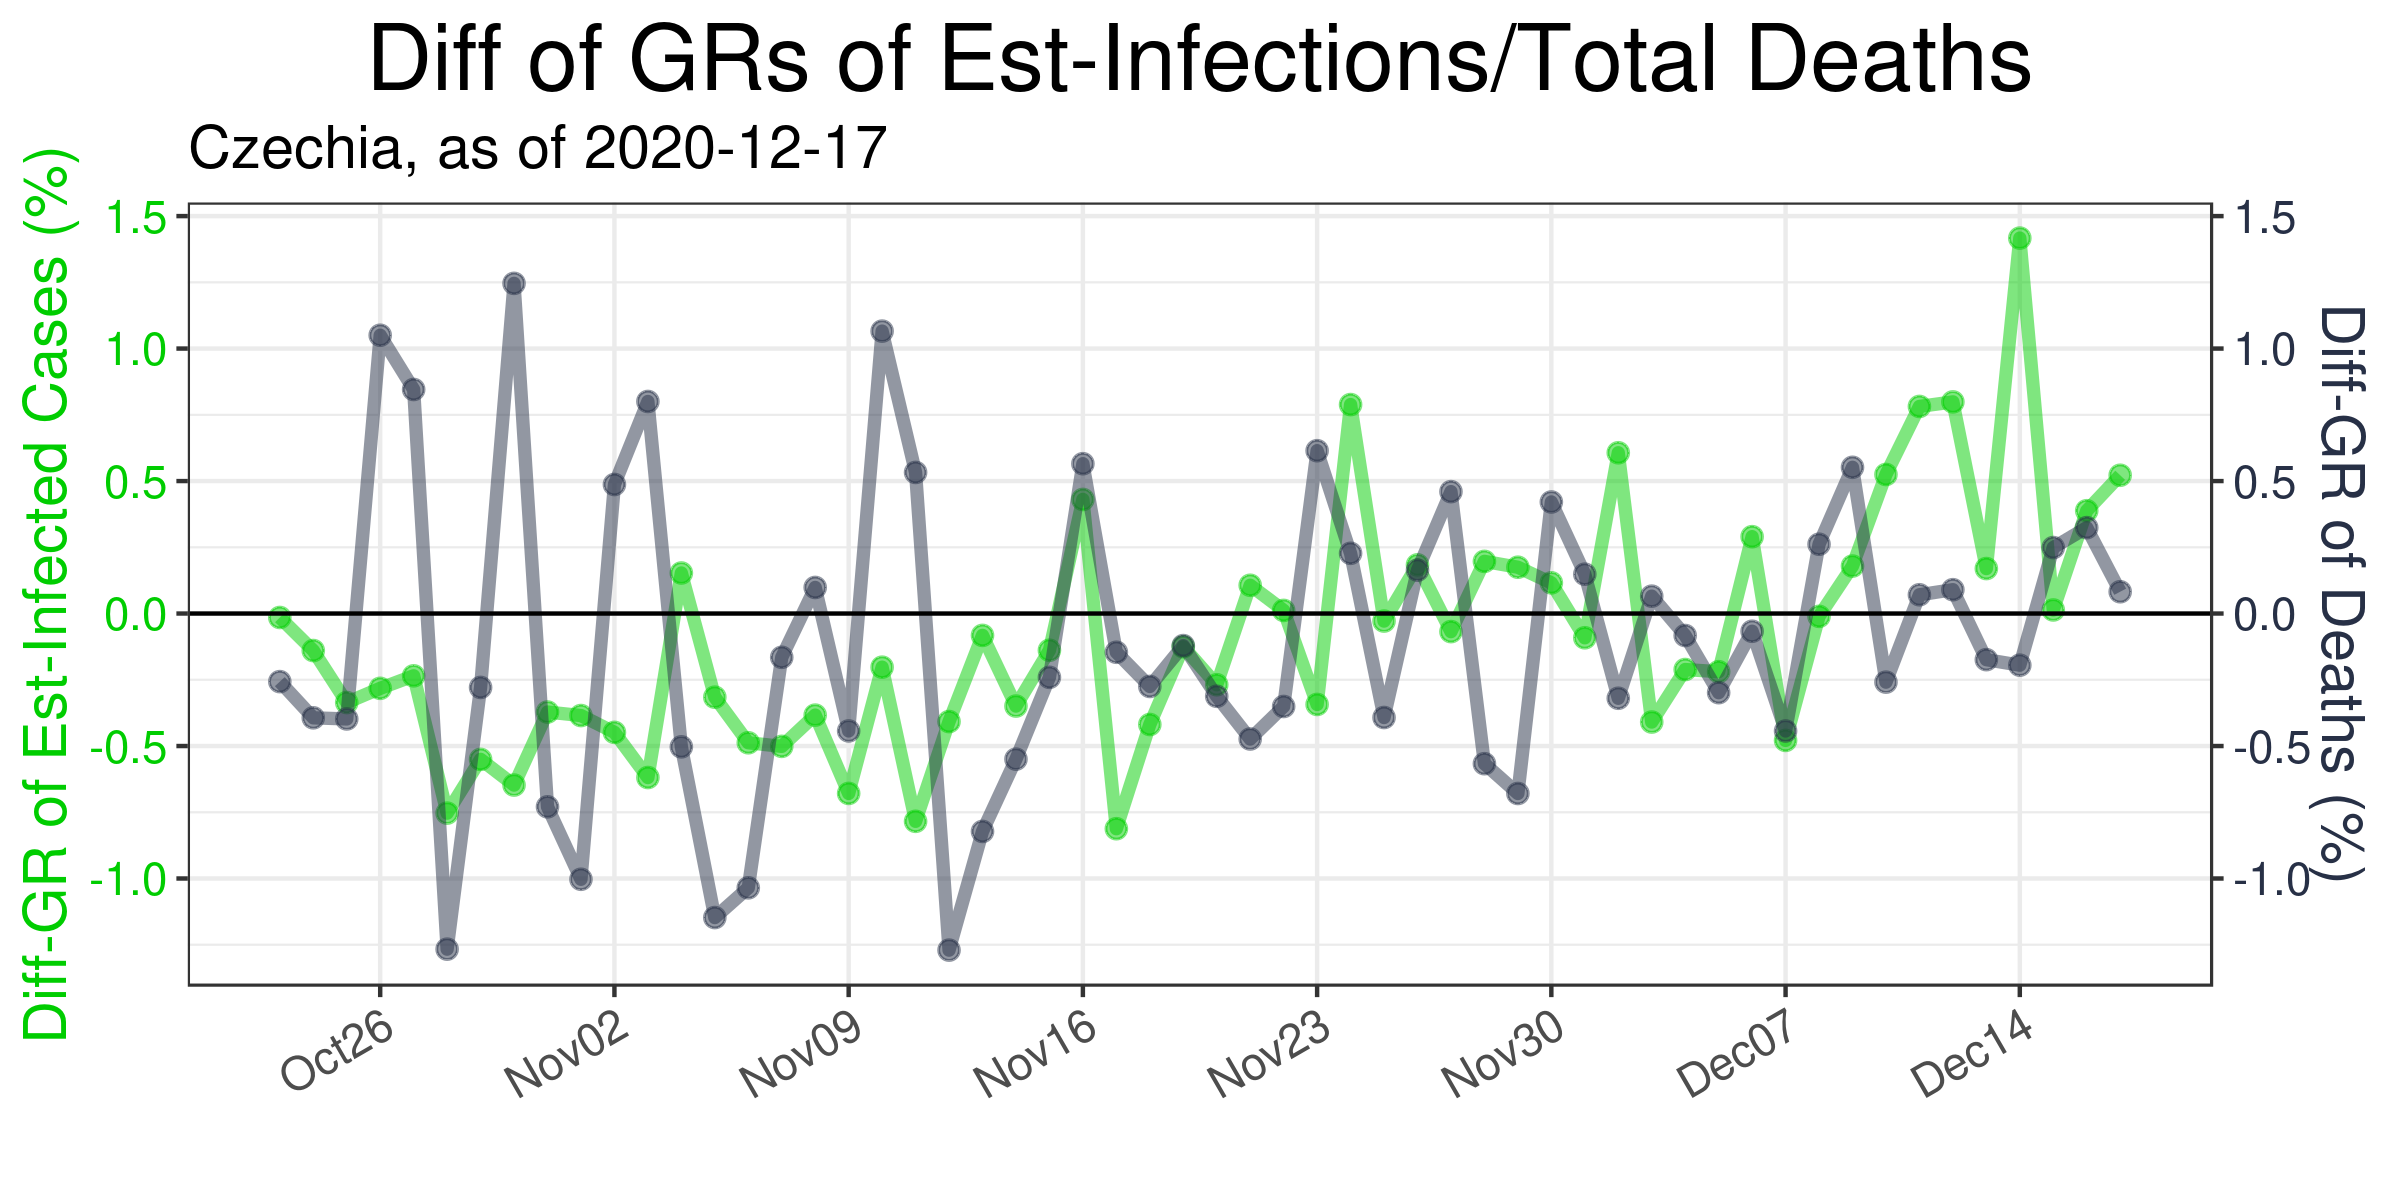 Diff of GRs of Est-Infections/Total Deaths
Czechia, as of 2020-12-17
Diff-GR of Est-Infected Cases (%)
1.5
1.0
0.5
0.0
-0.5
-1.0
1.5
1.0
0.5
0.0
-0.5
-1.0
Diff-GR of Deaths (%)
Oct26
Nov02
Nov09
Nov16
Nov23
Nov30
Dec07
Dec14